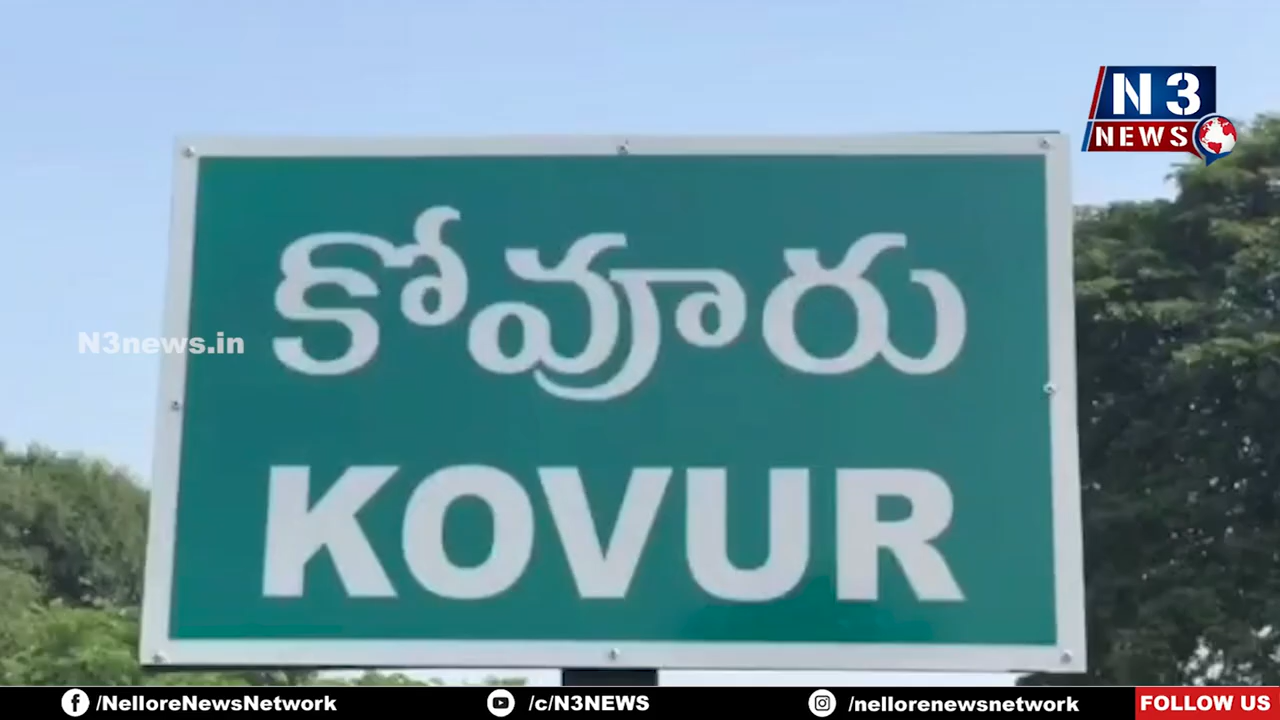 N3
NEWS
కోవూరు
N3news.in
KOVUR
/NelloreNewsNetwork
/c/N3NEWS
/nellorenewsnetwork
FOLLOW US